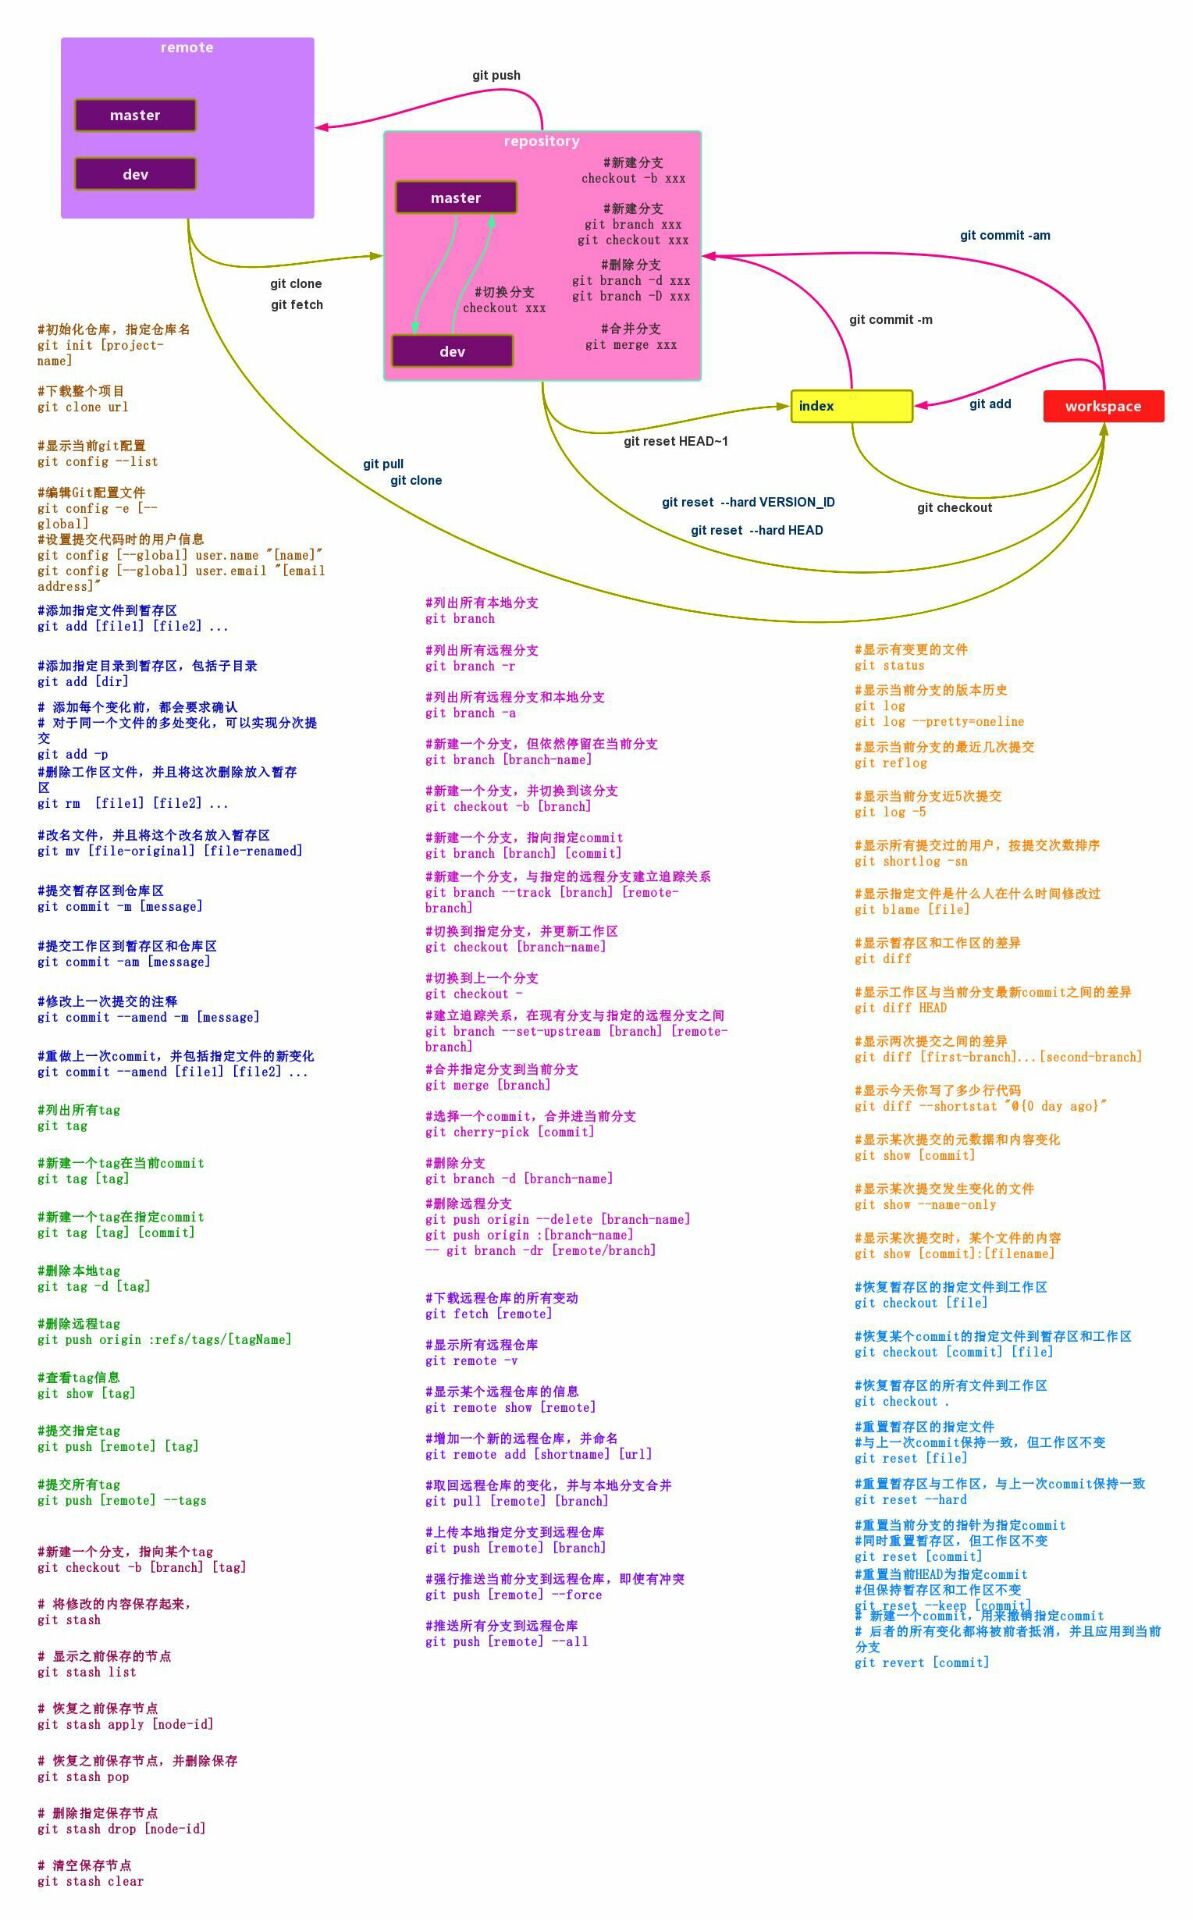 remote
master
dev
git push
repository
master
#新建分支
checkout -b xxx
#新建分支
git branch xxx
git checkout xxx
#删除分支
git branch -d xxx
git branch -D xxx
#切换分支
checkout xxx
#合并分支
git merge xxx
dev
git clone
git fetch
git commit -am
git commit -m
git add
index
workspace
git reset HEAD~1
git pull
git clone
git reset --hard VERSION_ID
git reset --hard HEAD
git checkout
#初始化仓库，指定仓库名
git init [project-
name]
#下载整个项目
git clone url
#显示当前git配置
git config --list
#编辑Git配置文件
git config -e [--
global]
#设置提交代码时的用户信息
git config [--global] user.name "[name]"
git config [--global] user.email "[email
address]"
#添加指定文件到暂存区
git add [file1] [file2] ...
#添加指定目录到暂存区，包括子目录
git add [dir]
# 添加每个变化前，都会要求确认
# 对于同一个文件的多处变化，可以实现分次提
交
git add -p
#删除工作区文件，并且将这次删除放入暂存
区
git rm  [file1] [file2] ...
#改名文件，并且将这个改名放入暂存区
git mv [file-original] [file-renamed]
#提交暂存区到仓库区
git commit -m [message]
#提交工作区到暂存区和仓库区
git commit -am [message]
#修改上一次提交的注释
git commit --amend -m [message]
#重做上一次commit，并包括指定文件的新变化
git commit --amend [file1] [file2] ...
#列出所有tag
git tag
#新建一个tag在当前commit
git tag [tag]
#新建一个tag在指定commit
git tag [tag] [commit]
#删除本地tag
git tag -d [tag]
#删除远程tag
git push origin :refs/tags/[tagName]
#查看tag信息
git show [tag]
#提交指定tag
git push [remote] [tag]
#提交所有tag
git push [remote] --tags
#新建一个分支，指向某个tag
git checkout -b [branch] [tag]
# 将修改的内容保存起来，
git stash
# 显示之前保存的节点
git stash list
# 恢复之前保存节点
git stash apply [node-id]
# 恢复之前保存节点，并删除保存
git stash pop
# 删除指定保存节点
git stash drop [node-id]
# 清空保存节点
git stash clear
#列出所有本地分支
git branch
#列出所有远程分支
git branch -r
#列出所有远程分支和本地分支
git branch -a
#新建一个分支，但依然停留在当前分支
git branch [branch-name]
#新建一个分支，并切换到该分支
git checkout -b [branch]
#新建一个分支，指向指定commit
git branch [branch] [commit]
#新建一个分支，与指定的远程分支建立追踪关系
git branch --track [branch] [remote-
branch]
#切换到指定分支，并更新工作区
git checkout [branch-name]
#切换到上一个分支
git checkout -
#建立追踪关系，在现有分支与指定的远程分支之间
git branch --set-upstream [branch] [remote-
branch]
#合并指定分支到当前分支
git merge [branch]
#选择一个commit，合并进当前分支
git cherry-pick [commit]
#删除分支
git branch -d [branch-name]
#删除远程分支
git push origin --delete [branch-name]
git push origin :[branch-name]
-- git branch -dr [remote/branch]
#下载远程仓库的所有变动
git fetch [remote]
#显示所有远程仓库
git remote -v
#显示某个远程仓库的信息
git remote show [remote]
#增加一个新的远程仓库，并命名
git remote add [shortname] [url]
#取回远程仓库的变化，并与本地分支合并
git pull [remote] [branch]
#上传本地指定分支到远程仓库
git push [remote] [branch]
#强行推送当前分支到远程仓库，即使有冲突
git push [remote] --force
#推送所有分支到远程仓库
git push [remote] --all
#显示有变更的文件
git status
#显示当前分支的版本历史
git log
git log --pretty=oneline
#显示当前分支的最近几次提交
git reflog
#显示当前分支近5次提交
git log -5
#显示所有提交过的用户，按提交次数排序
git shortlog -sn
#显示指定文件是什么人在什么时间修改过
git blame [file]
#显示暂存区和工作区的差异
git diff
#显示工作区与当前分支最新commit之间的差异
git diff HEAD
#显示两次提交之间的差异
git diff [first-branch]...[second-branch]
#显示今天你写了多少行代码
git diff --shortstat "@{0 day ago}"
#显示某次提交的元数据和内容变化
git show [commit]
#显示某次提交发生变化的文件
git show --name-only
#显示某次提交时，某个文件的内容
git show [commit]:[filename]
#恢复暂存区的指定文件到工作区
git checkout [file]
#恢复某个commit的指定文件到暂存区和工作区
git checkout [commit] [file]
#恢复暂存区的所有文件到工作区
git checkout .
#重置暂存区的指定文件
#与上一次commit保持一致，但工作区不变
git reset [file]
#重置暂存区与工作区，与上一次commit保持一致
git reset --hard
#重置当前分支的指针为指定commit
#同时重置暂存区，但工作区不变
git reset [commit]
#重置当前HEAD为指定commit
#但保持暂存区和工作区不变
git reset --keep [commit]
# 新建一个commit，用来撤销指定commit
# 后者的所有变化都将被前者抵消，并且应用到当前
分支
git revert [commit]